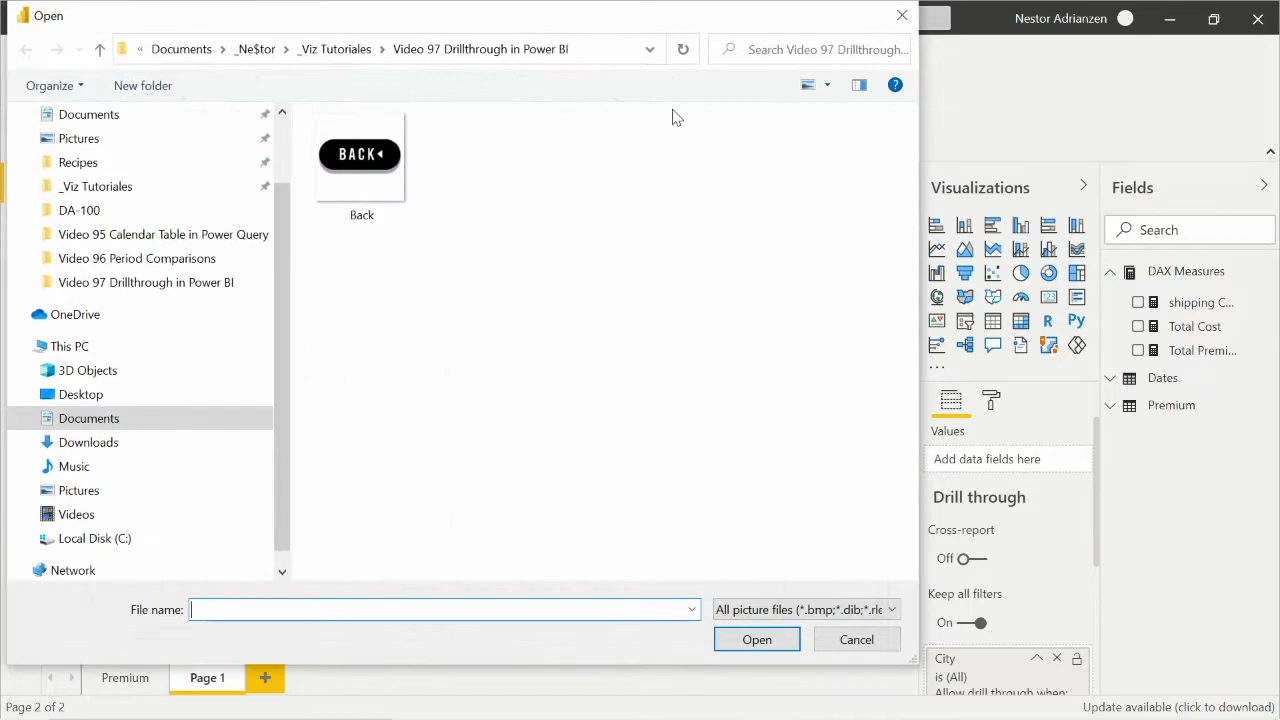 Open
Nestor Adrianzen
« Documents > _Ne$tor > _Viz Tutoriales > Video 97 Drillthrough in Power BI
Search Video 97 Drillthrough...
Organize
New folder
Documents
Pictures
Recipes
_Viz Tutoriales
DA-100
Video 95 Calendar Table in Power Query
Video 96 Period Comparisons
Video 97 Drillthrough in Power BI
OneDrive
This PC
3D Objects
Desktop
Documents
Downloads
Music
Pictures
Videos
Local Disk (C:)
Network
BACK
Back
File name:
All picture files (*.bmp;*.dib;*.rle
Open
Cancel
Visualizations
123
R
Py
...
Values
Add data fields here
Drill through
Cross-report
Off
Keep all filters
On
City
is (All)
Allow drill through when:
Fields
Search
DAX Measures
shipping C...
Total Cost
Total Premi...
Dates
Premium
Premium
Page 1
+
Page 2 of 2
Update available (click to download)